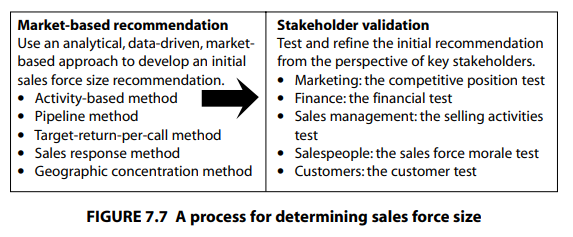 Market-based recommendation
Use an analytical, data-driven, market-
based approach to develop an initial
sales force size recommendation.
• Activity-based method
• Pipeline method
• Target-return-per-call method
• Sales response method
• Geographic concentration method
Stakeholder validation
Test and refine the initial recommendation
from the perspective of key stakeholders.
• Marketing: the competitive position test
• Finance: the financial test
• Sales management: the selling activities
test
• Salespeople: the sales force morale test
• Customers: the customer test
FIGURE 7.7 A process for determining sales force size